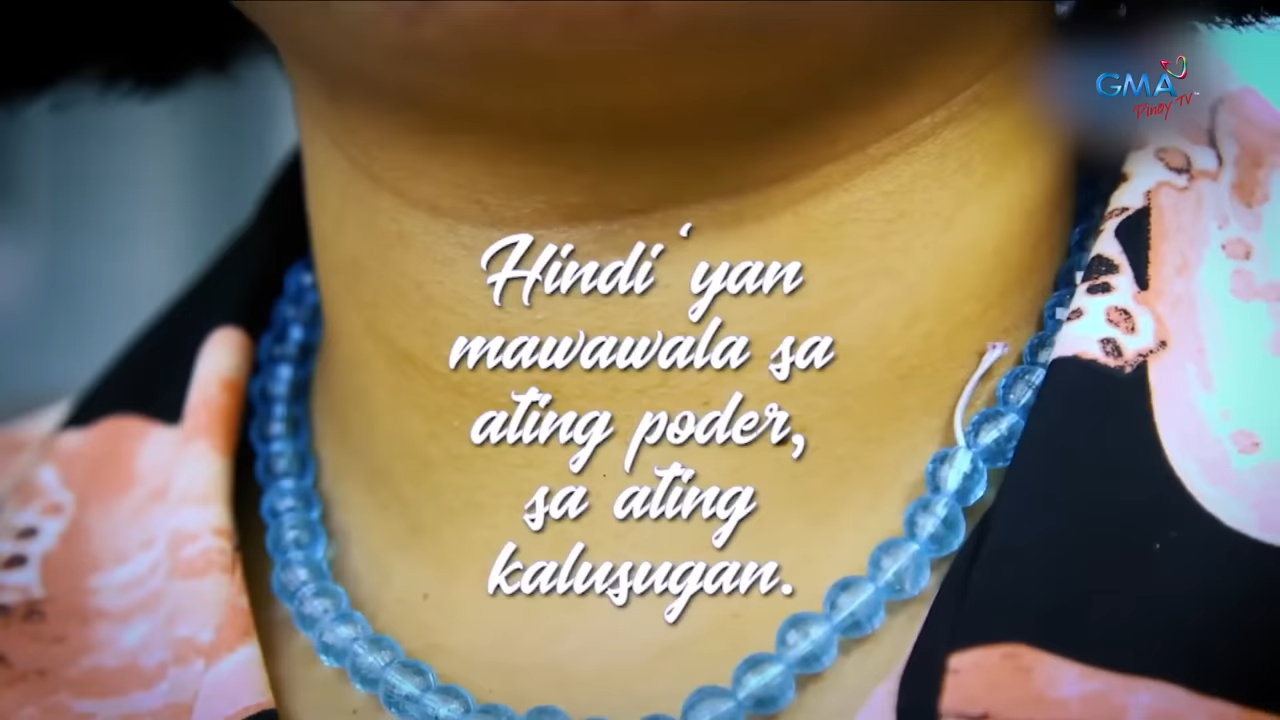 GMA
Pinoy TV
Hindi 'yan
mawawala sa
ating poder,
sa ating
kalusugan.